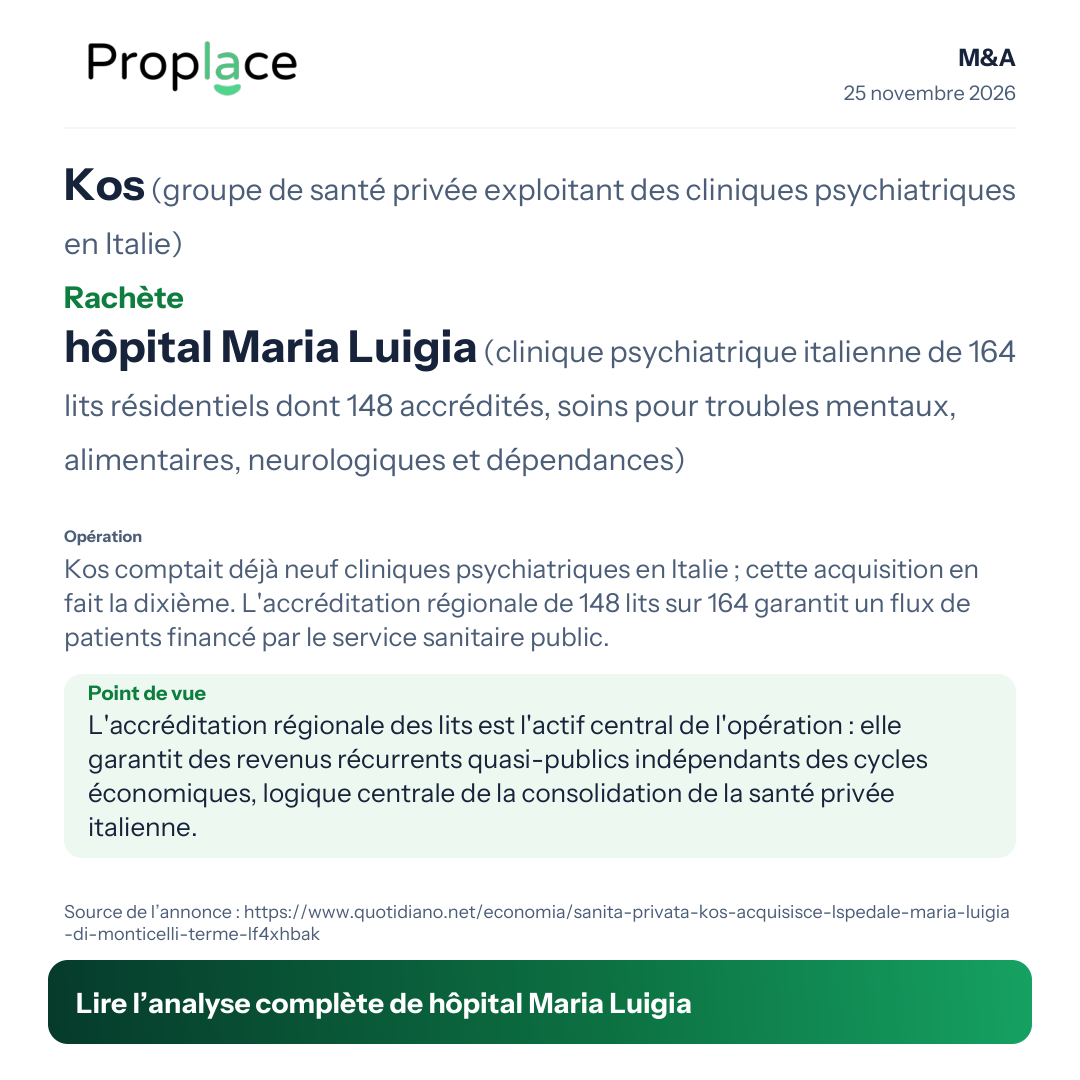 Proplace
M&A
25 novembre 2026
Kos (groupe de santé privée exploitant des cliniques psychiatriques
en Italie)
Rachète
hôpital Maria Luigia (clinique psychiatrique italienne de 164
lits résidentiels dont 148 accrédités, soins pour troubles mentaux,
alimentaires, neurologiques et dépendances)
Opération
Kos comptait déjà neuf cliniques psychiatriques en Italie ; cette acquisition en
fait la dixième. L'accréditation régionale de 148 lits sur 164 garantit un flux de
patients financé par le service sanitaire public.
Point de vue
L'accréditation régionale des lits est l'actif central de l'opération : elle
garantit des revenus récurrents quasi-publics indépendants des cycles
économiques, logique centrale de la consolidation de la santé privée
italienne.
Source de l’annonce : https://www.quotidiano.net/economia/sanita-privata-kos-acquisisce-lspedale-maria-luigia
-di-monticelli-terme-lf4xhbak
Lire l’analyse complète de hôpital Maria Luigia